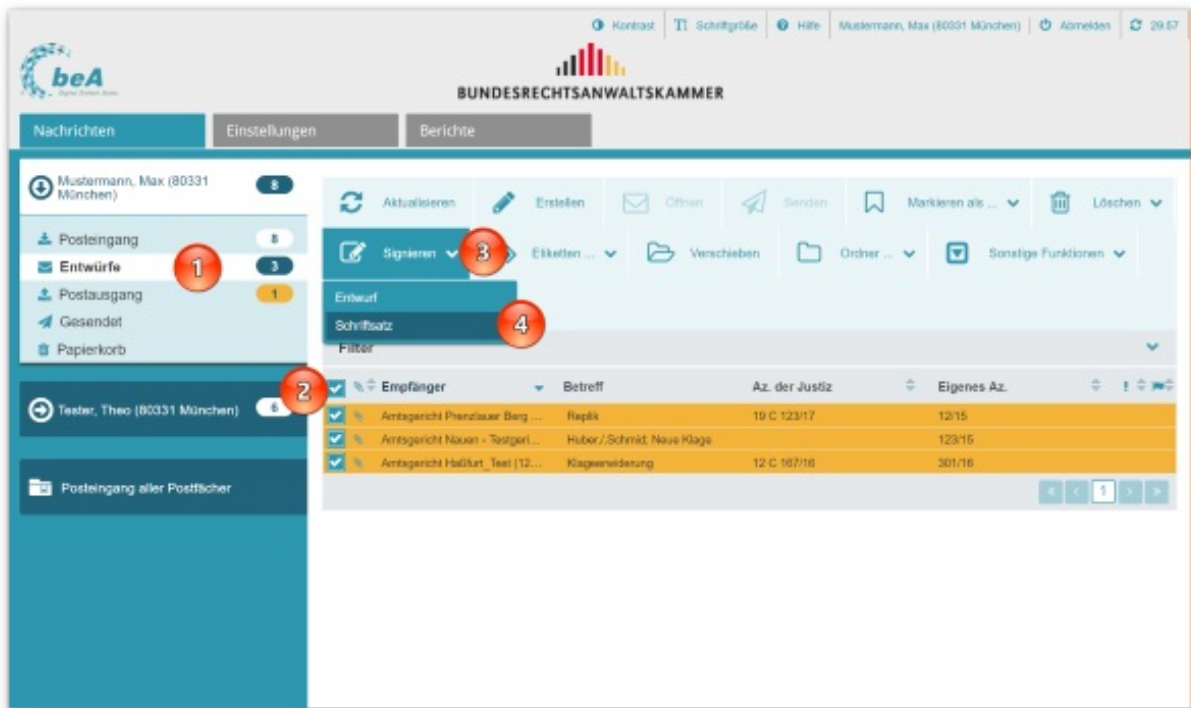 Kontrast Schriftgröße Hilfe Mustermann, Max (80331 München) Abmelden 29:57
beA
BUNDESRECHTSANWALTSKAMMER
Nachrichten Einstellungen Berichte
Mustermann, Max (80331 München) 8
Posteingang 8
Entwürfe 1 3
Postausgang 1
Gesendet
Papierkorb
Tester, Theo (80331 München) 6
Posteingang aller Postfächer
Aktualisieren Erstellen Öffnen Senden Markieren als ... Löschen
Signieren 3 Etiketten ... Verschieben Ordner ... Sonstige Funktionen
Entwurf
Schriftsatz 4
Filter
2 Empfänger Betreff Az. der Justiz Eigenes Az. !
Amtsgericht Prenzlauer Berg ... Replik 19 C 123/17 12/15
Amtsgericht Nauen - Testgeri... Huber./.Schmid; Neue Klage 123/15
Amtsgericht Haßfurt_Test (12... Klageerwiderung 12 C 167/16 301/16
« < 1 > »